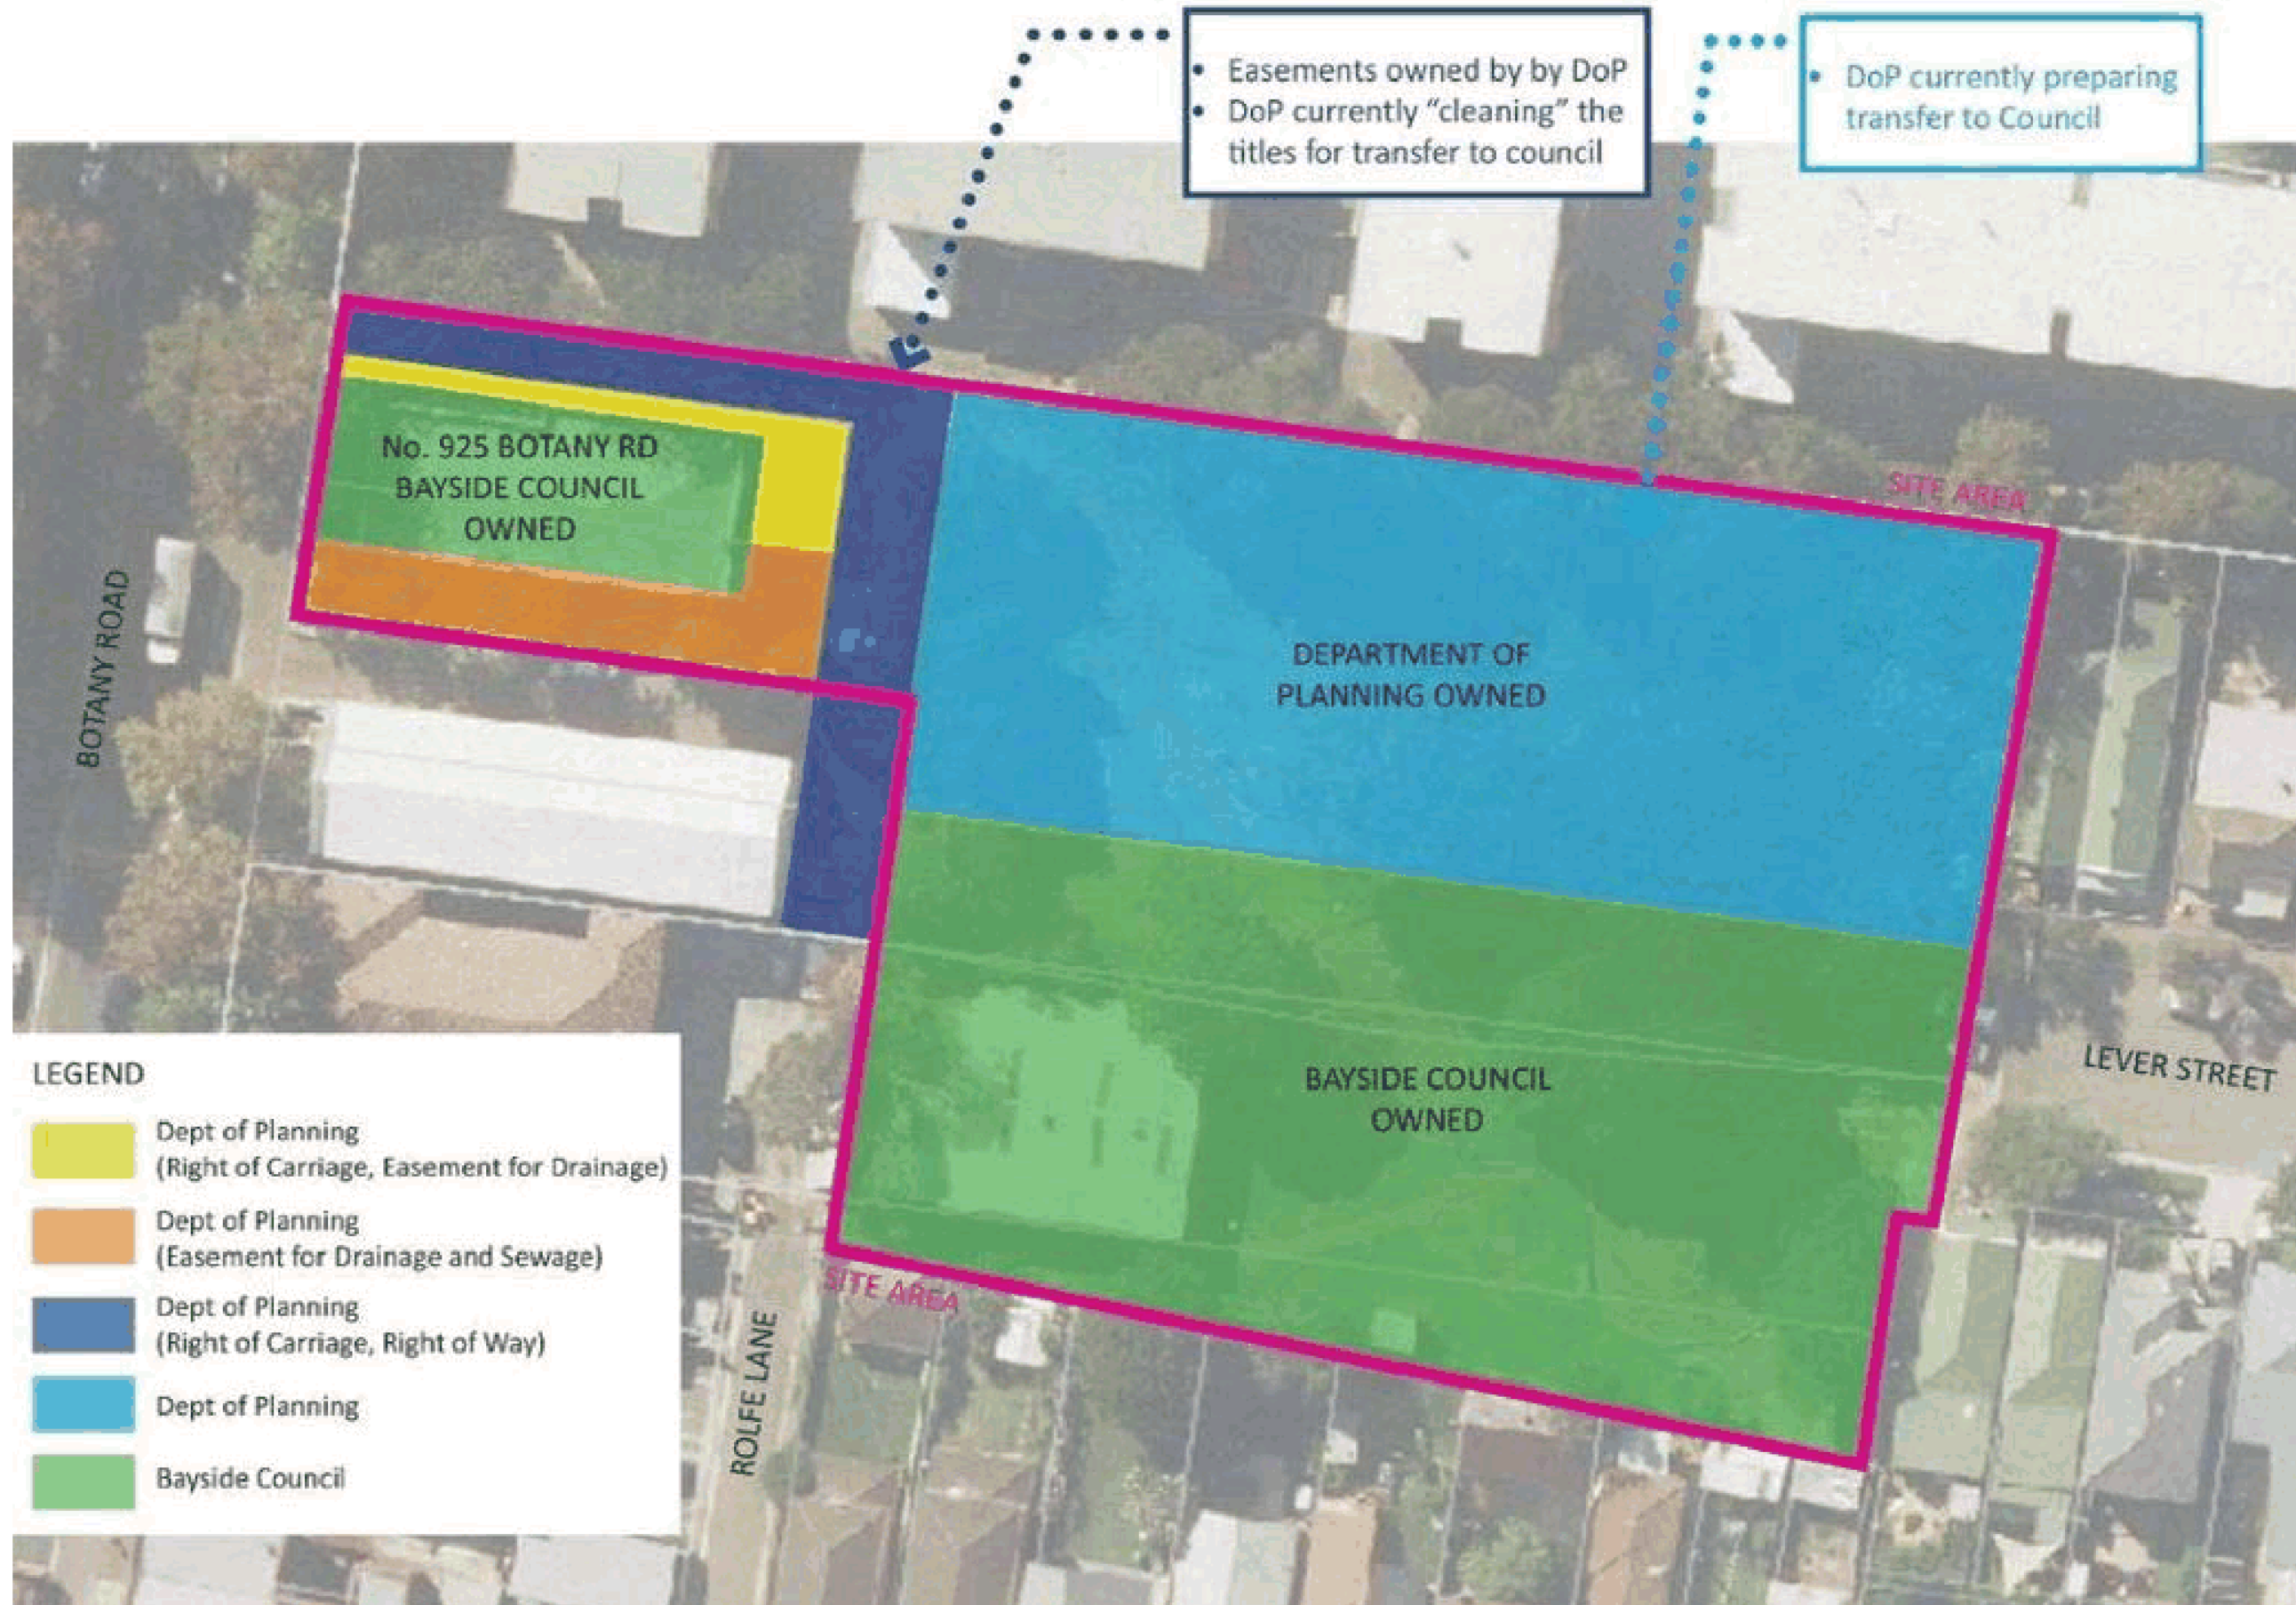 • Easements owned by by DoP
• DoP currently “cleaning” the
titles for transfer to council
• DoP currently preparing
transfer to Council
SITE AREA
No. 925 BOTANY RD
BAYSIDE COUNCIL
OWNED
BOTANY ROAD
DEPARTMENT OF
PLANNING OWNED
BAYSIDE COUNCIL
OWNED
LEVER STREET
SITE AREA
ROLFE LANE
LEGEND
Dept of Planning
(Right of Carriage, Easement for Drainage)
Dept of Planning
(Easement for Drainage and Sewage)
Dept of Planning
(Right of Carriage, Right of Way)
Dept of Planning
Bayside Council